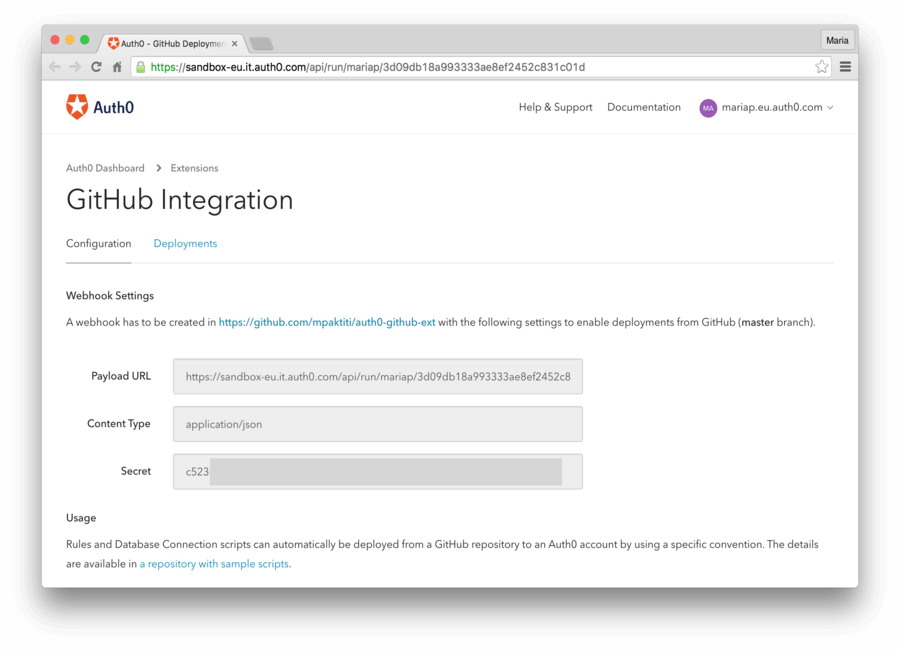 Auth0 - GitHub Deploymen
Maria
https://sandbox-eu.it.auth0.com/api/run/mariap/3d09db18a993333ae8ef2452c831c01d
Auth0
Help & Support Documentation MA mariap.eu.auth0.com
Auth0 Dashboard > Extensions
GitHub Integration
Configuration Deployments
Webhook Settings
A webhook has to be created in https://github.com/mpaktiti/auth0-github-ext with the following settings to enable deployments from GitHub (master branch).
Payload URL https://sandbox-eu.it.auth0.com/api/run/mariap/3d09db18a993333ae8ef2452c8
Content Type application/json
Secret c523
Usage
Rules and Database Connection scripts can automatically be deployed from a GitHub repository to an Auth0 account by using a specific convention. The details
are available in a repository with sample scripts.